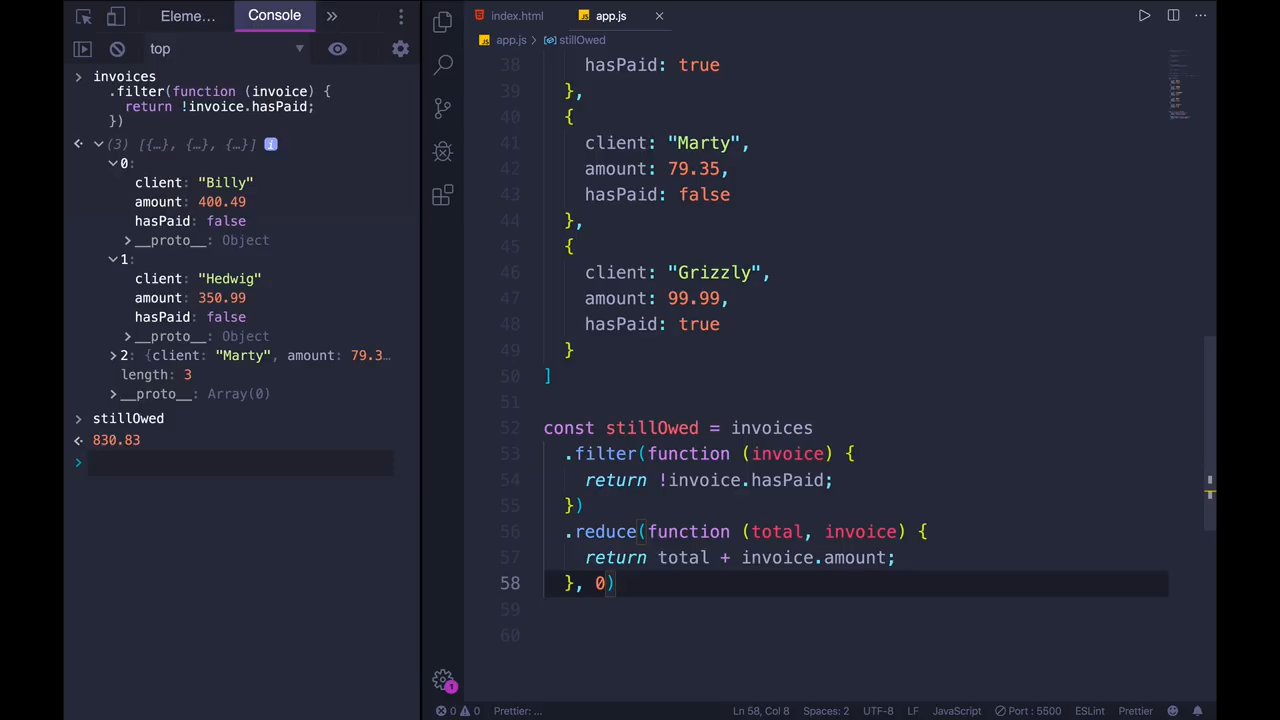 Eleme…
Console
top
invoices
.filter(function (invoice) {
return !invoice.hasPaid;
})
(3) [{…}, {…}, {…}] i
0:
client: "Billy"
amount: 400.49
hasPaid: false
__proto__: Object
1:
client: "Hedwig"
amount: 350.99
hasPaid: false
__proto__: Object
2: {client: "Marty", amount: 79.3…
length: 3
__proto__: Array(0)
stillOwed
830.83
index.html
app.js
app.js > stillOwed
38 hasPaid: true
39 },
40 {
41 client: "Marty",
42 amount: 79.35,
43 hasPaid: false
44 },
45 {
46 client: "Grizzly",
47 amount: 99.99,
48 hasPaid: true
49 }
50 ]
51
52 const stillOwed = invoices
53 .filter(function (invoice) {
54 return !invoice.hasPaid;
55 })
56 .reduce(function (total, invoice) {
57 return total + invoice.amount;
58 }, 0)
59
60
1
0 0 Prettier: … Ln 58, Col 8 Spaces: 2 UTF-8 LF JavaScript Port : 5500 ESLint Prettier